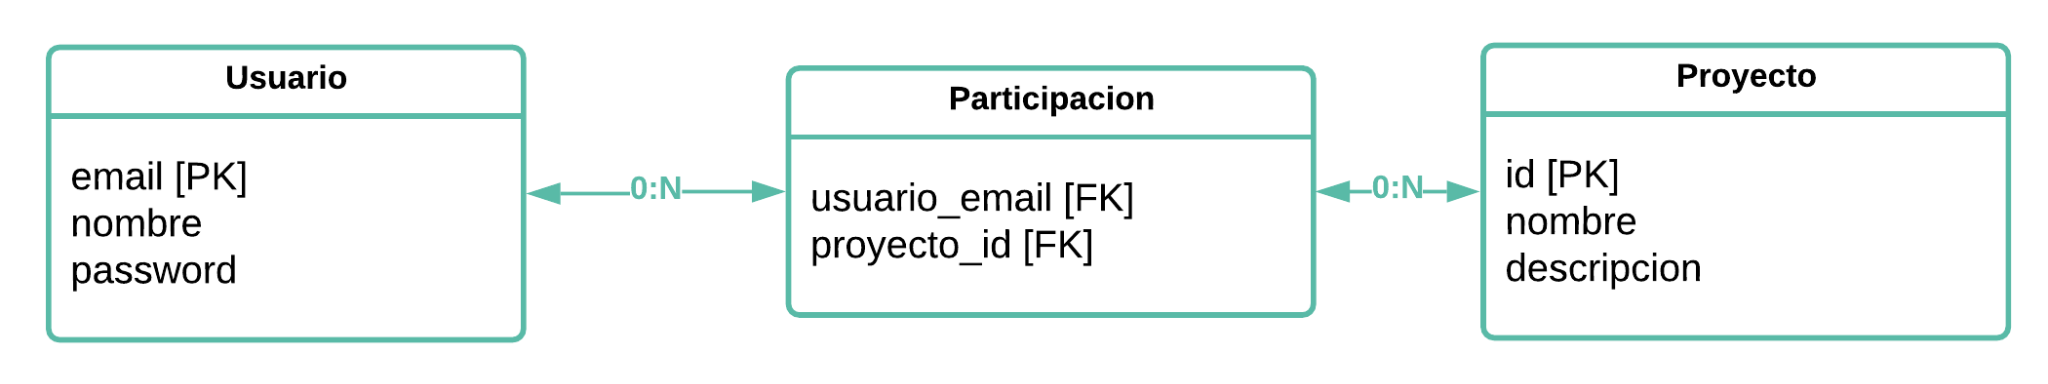 Usuario
email [PK]
nombre
password
0:N
Participacion
usuario_email [FK]
proyecto_id [FK]
0:N
Proyecto
id [PK]
nombre
descripcion